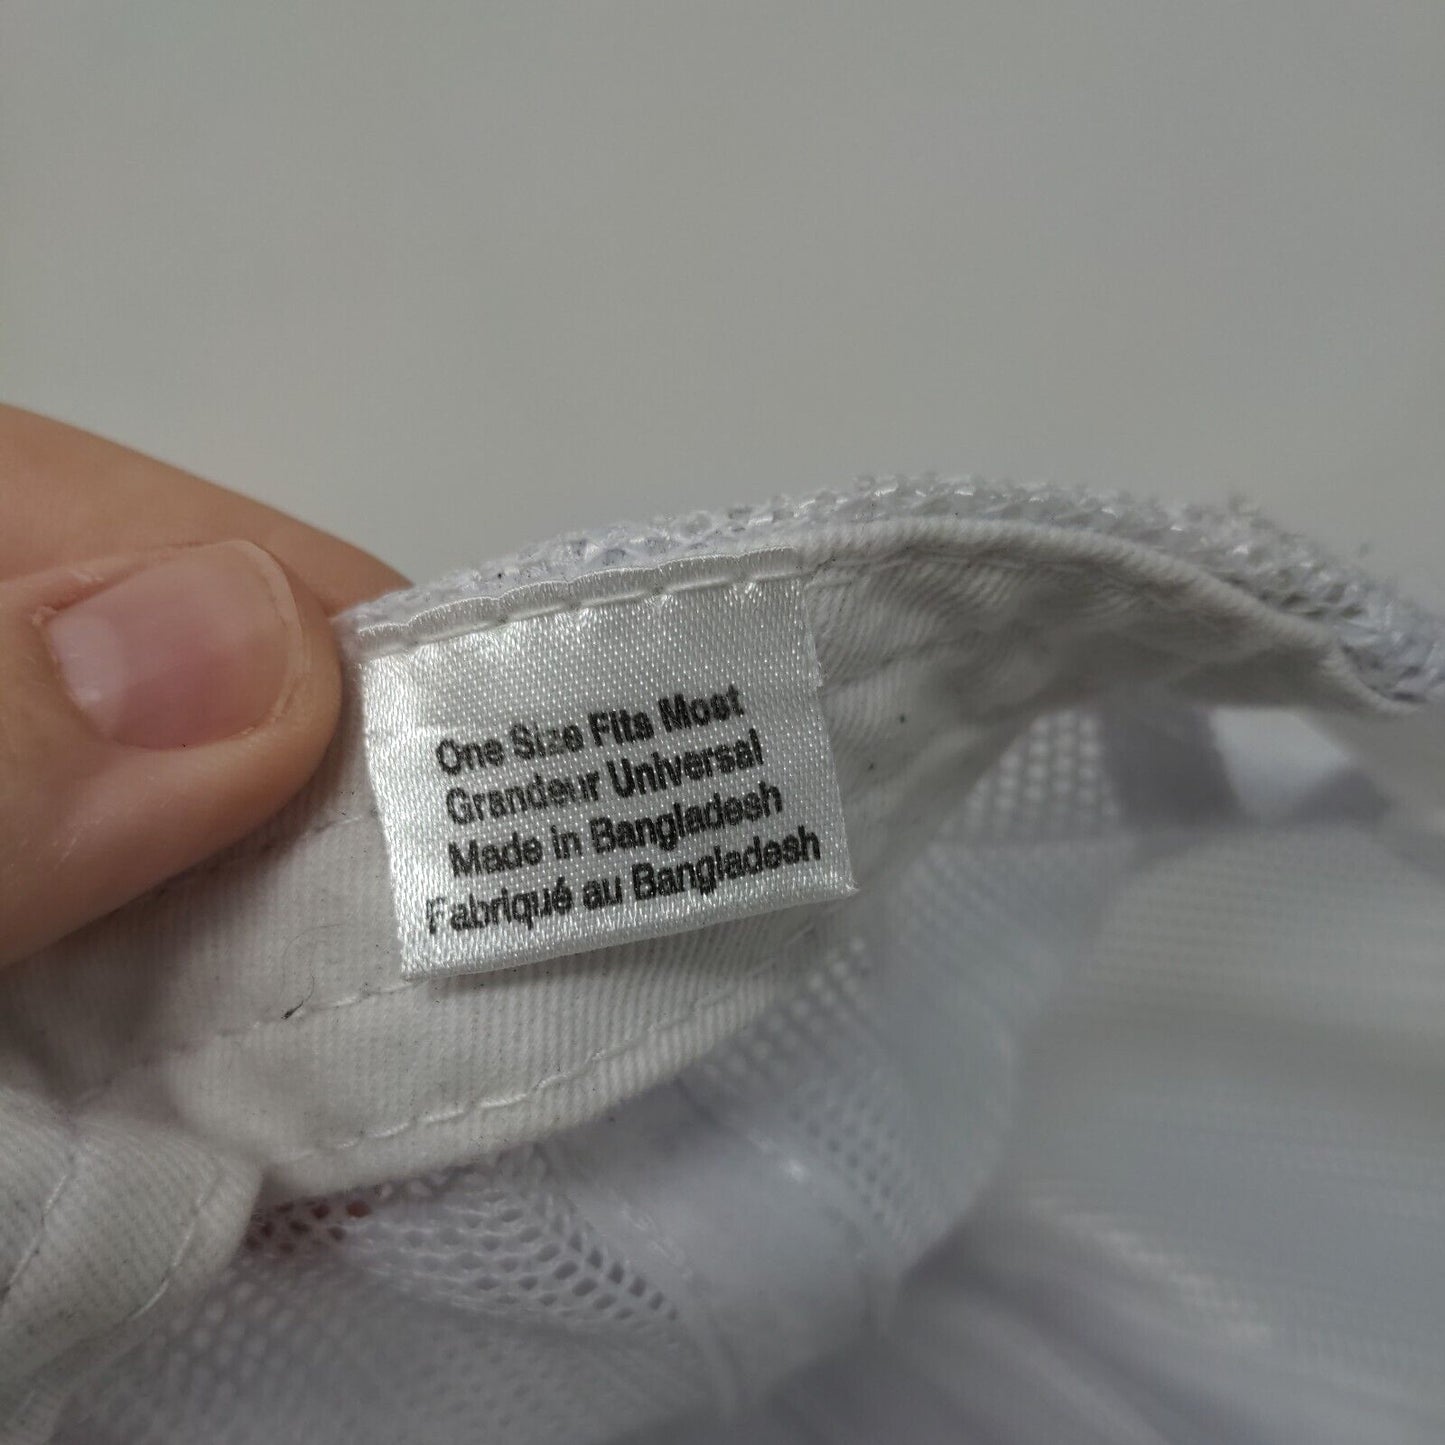 One Size Fits Most
Grandeur Universal
Made in Bangladesh
Fabriqué au Bangladesh